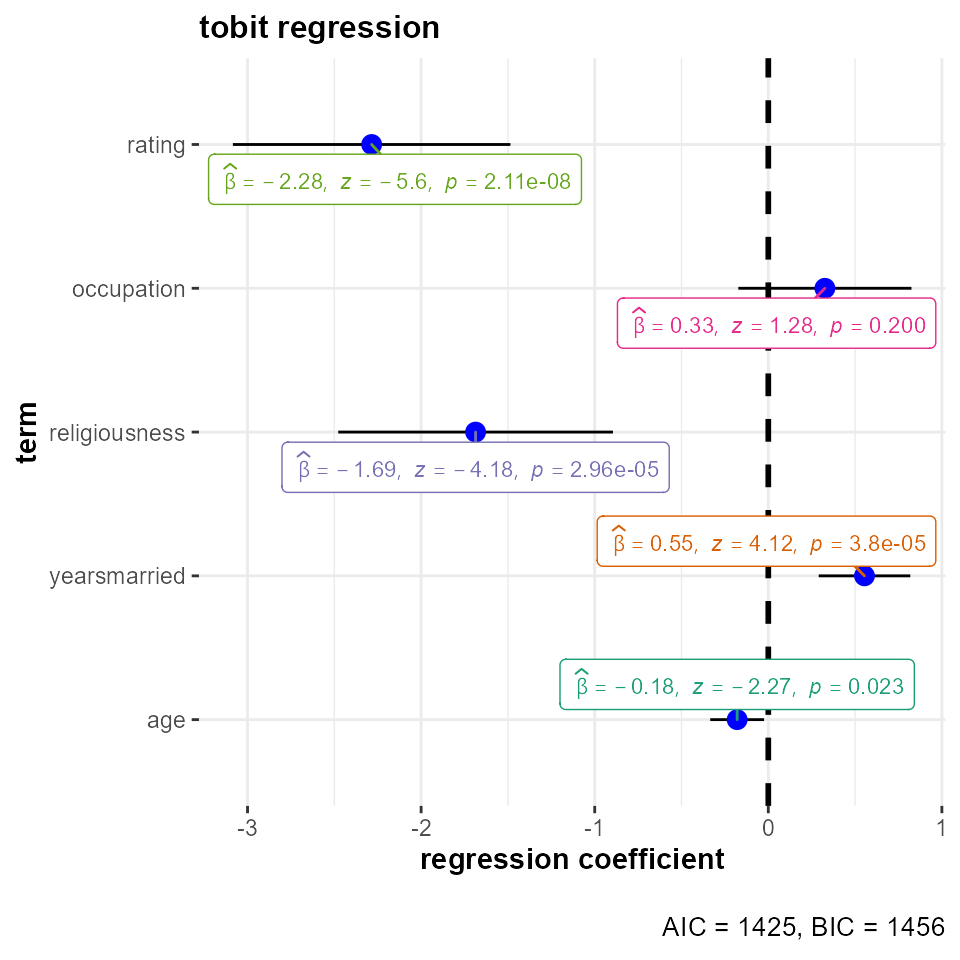 tobit regression
rating
β̂ = −2.28, z = −5.6, p = 2.11e-08
occupation
β̂ = 0.33, z = 1.28, p = 0.200
term
religiousness
β̂ = −1.69, z = −4.18, p = 2.96e-05
β̂ = 0.55, z = 4.12, p = 3.8e-05
yearsmarried
β̂ = −0.18, z = −2.27, p = 0.023
age
-3 -2 -1 0 1
regression coefficient
AIC = 1425, BIC = 1456